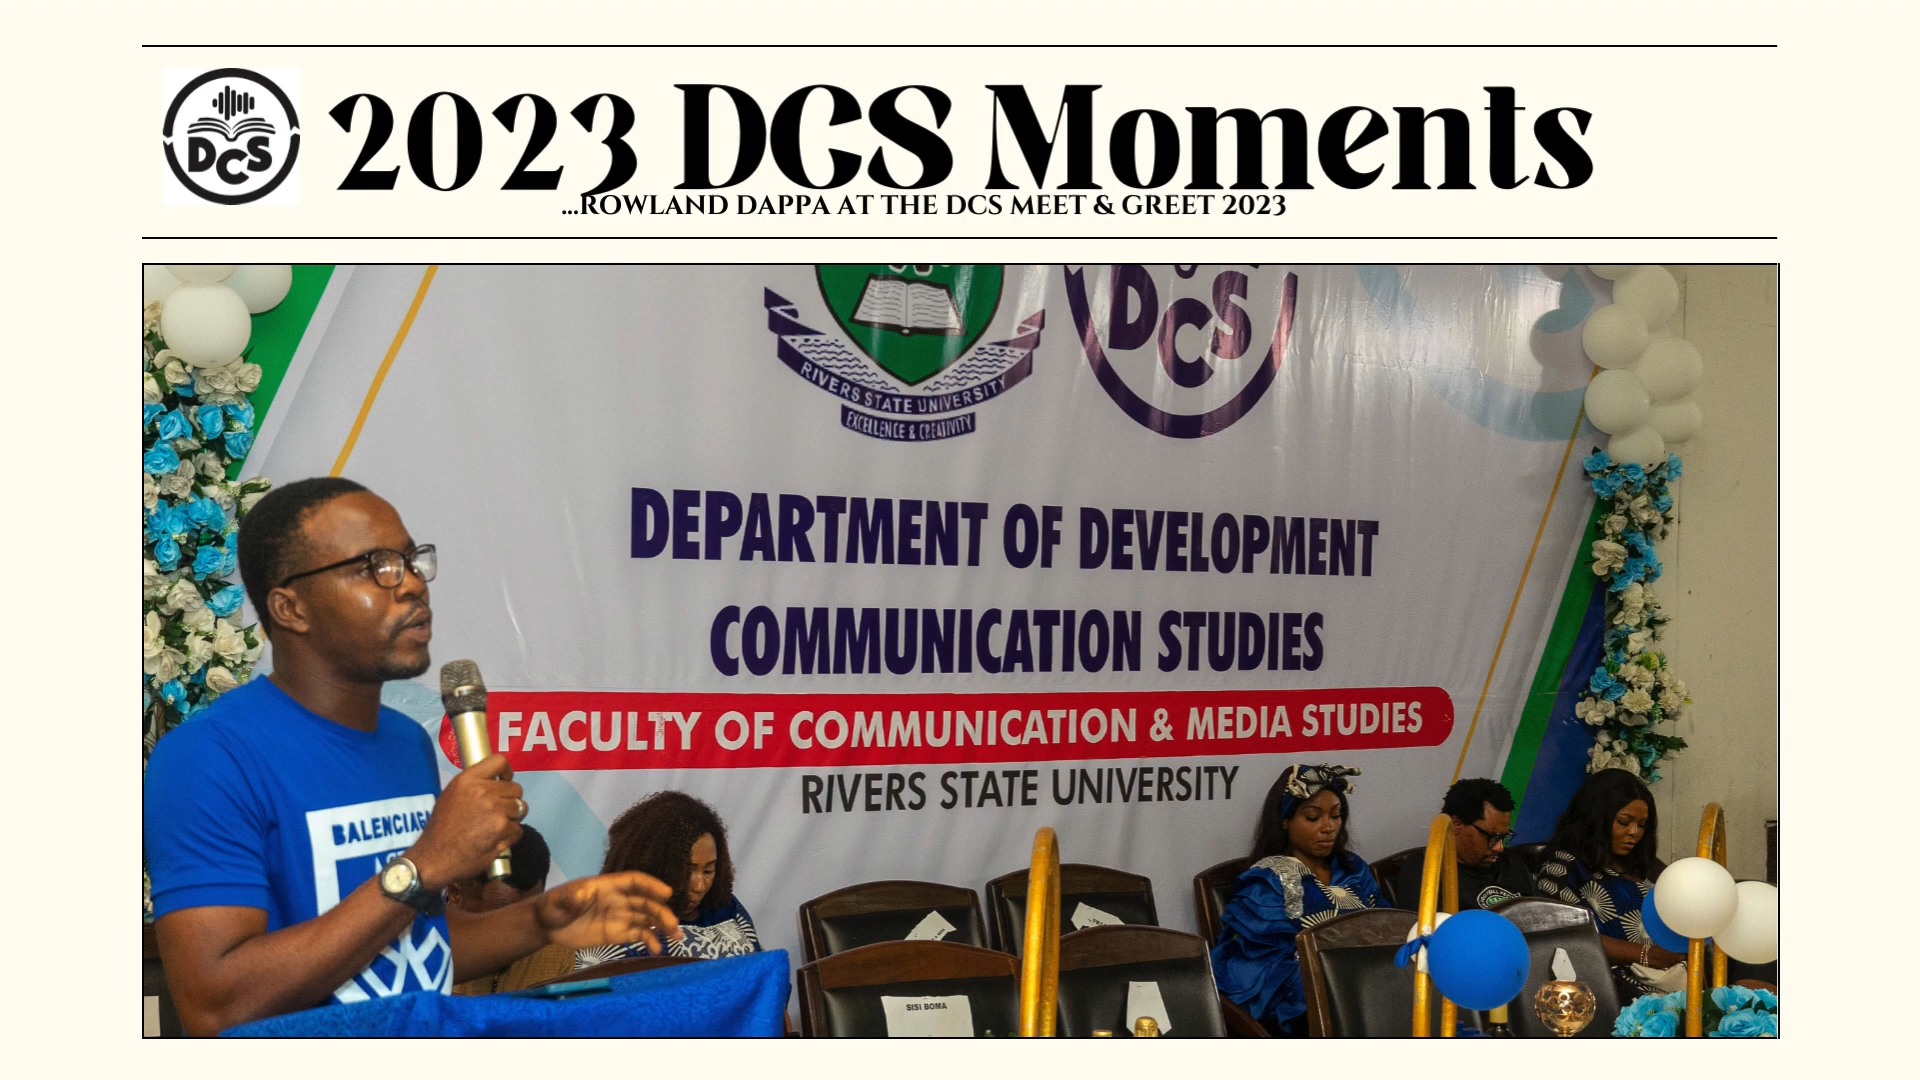 DCS
2023 DCS Moments
...ROWLAND DAPPA AT THE DCS MEET & GREET 2023
DCS
RIVERS STATE UNIVERSITY
EXCELLENCE & CREATIVITY
DEPARTMENT OF DEVELOPMENT
COMMUNICATION STUDIES
FACULTY OF COMMUNICATION & MEDIA STUDIES
RIVERS STATE UNIVERSITY
SISI BOMA